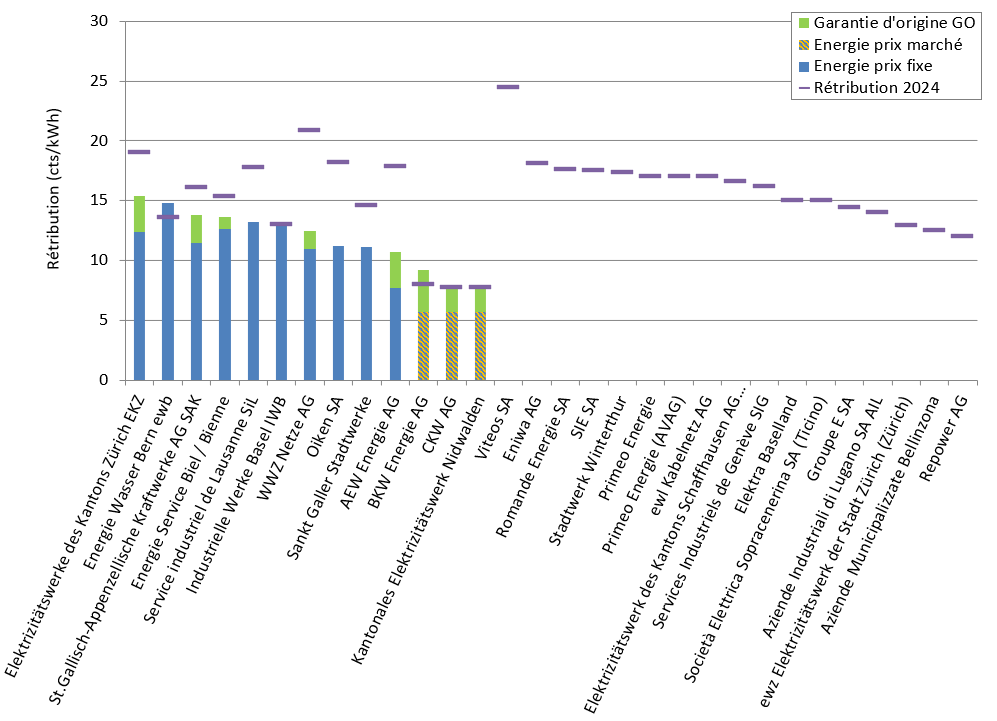 Garantie d'origine GO
Energie prix marché
Energie prix fixe
Rétribution 2024
Rétribution (cts/kWh)
30
25
20
15
10
5
0
Elektrizitätswerke des Kantons Zürich EKZ
Energie Wasser Bern ewb
St.Gallisch-Appenzellische Kraftwerke AG SAK
Energie Service Biel / Bienne
Service industriel de Lausanne SiL
Industrielle Werke Basel IWB
WWZ Netze AG
Oiken SA
Sankt Galler Stadtwerke
AEW Energie AG
BKW Energie AG
CKW AG
Kantonales Elektrizitätswerk Nidwalden
Viteos SA
Eniwa AG
Romande Energie SA
SIE SA
Stadtwerk Winterthur
Primeo Energie
Primeo Energie (AVAG)
ewl Kabelnetz AG
Elektrizitätswerk des Kantons Schaffhausen AG...
Services Industriels de Genève SIG
Elektra Baselland
Società Elettrica Sopracenerina SA (Ticino)
Groupe E SA
Aziende Industriali di Lugano SA AIL
ewz Elektrizitätswerk der Stadt Zürich (Zürich)
Aziende Municipalizzate Bellinzona
Repower AG